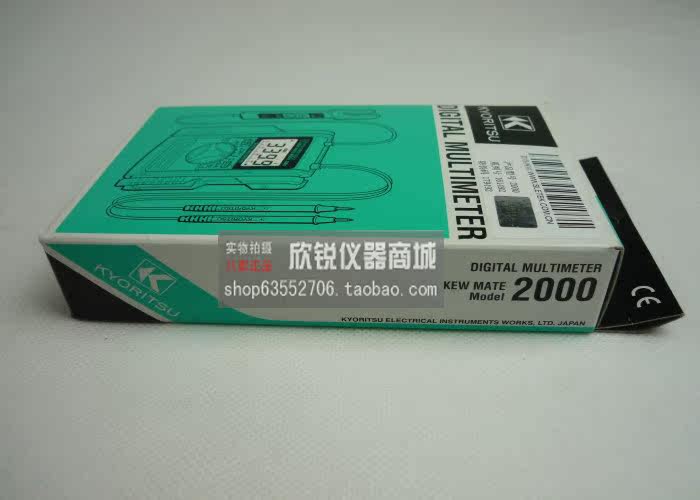 KYORITSU
DIGITAL MULTIMETER
3399
实物拍摄
欣锐仪器商城
shop63552706.taobao.com
KYORITSU
DIGITAL MULTIMETER
KEW MATE
Model 2000
KYORITSU ELECTRICAL INSTRUMENTS WORKS, LTD. JAPAN
CE